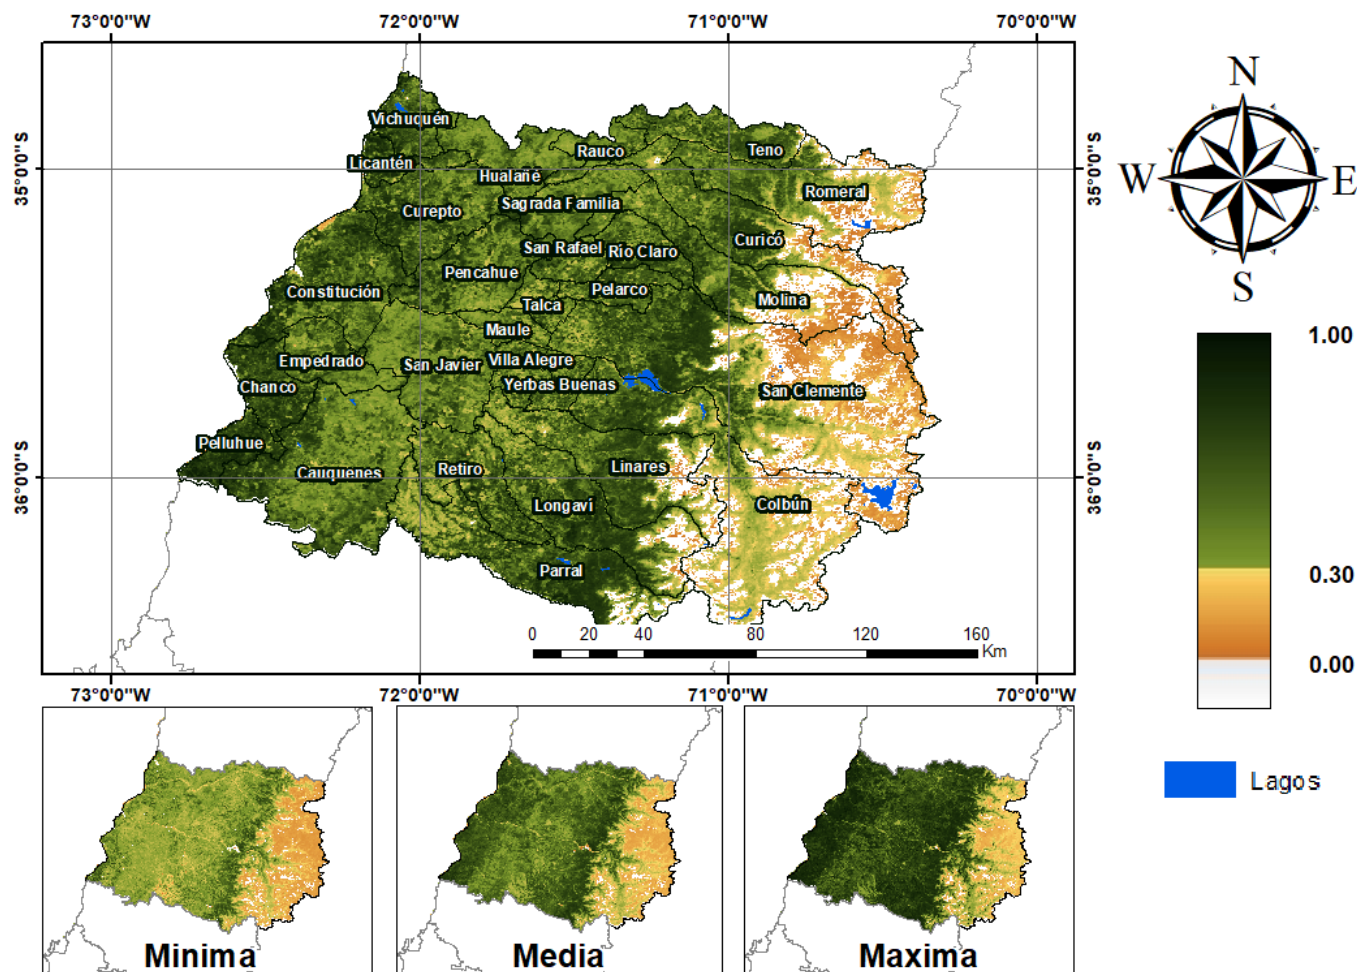 73°0'0"W 72°0'0"W 71°0'0"W 70°0'0"W
35°0'0"S
36°0'0"S
35°0'0"S
36°0'0"S
Vichuquén
Licantén
Rauco
Teno
Hualañé
Romeral
Sagrada Familia
Curepto
Curicó
San Rafael
Río Claro
Pencahue
Constitución
Pelarco
Molina
Talca
Maule
Empedrado
San Javier
Villa Alegre
Chanco
Yerbas Buenas
San Clemente
Pelluhue
Cauquenes
Retiro
Linares
Longaví
Colbún
Parral
0 20 40 80 120 160
Km
73°0'0"W 72°0'0"W 71°0'0"W 70°0'0"W
N
W E
S
1.00
0.30
0.00
Lagos
Minima
Media
Maxima